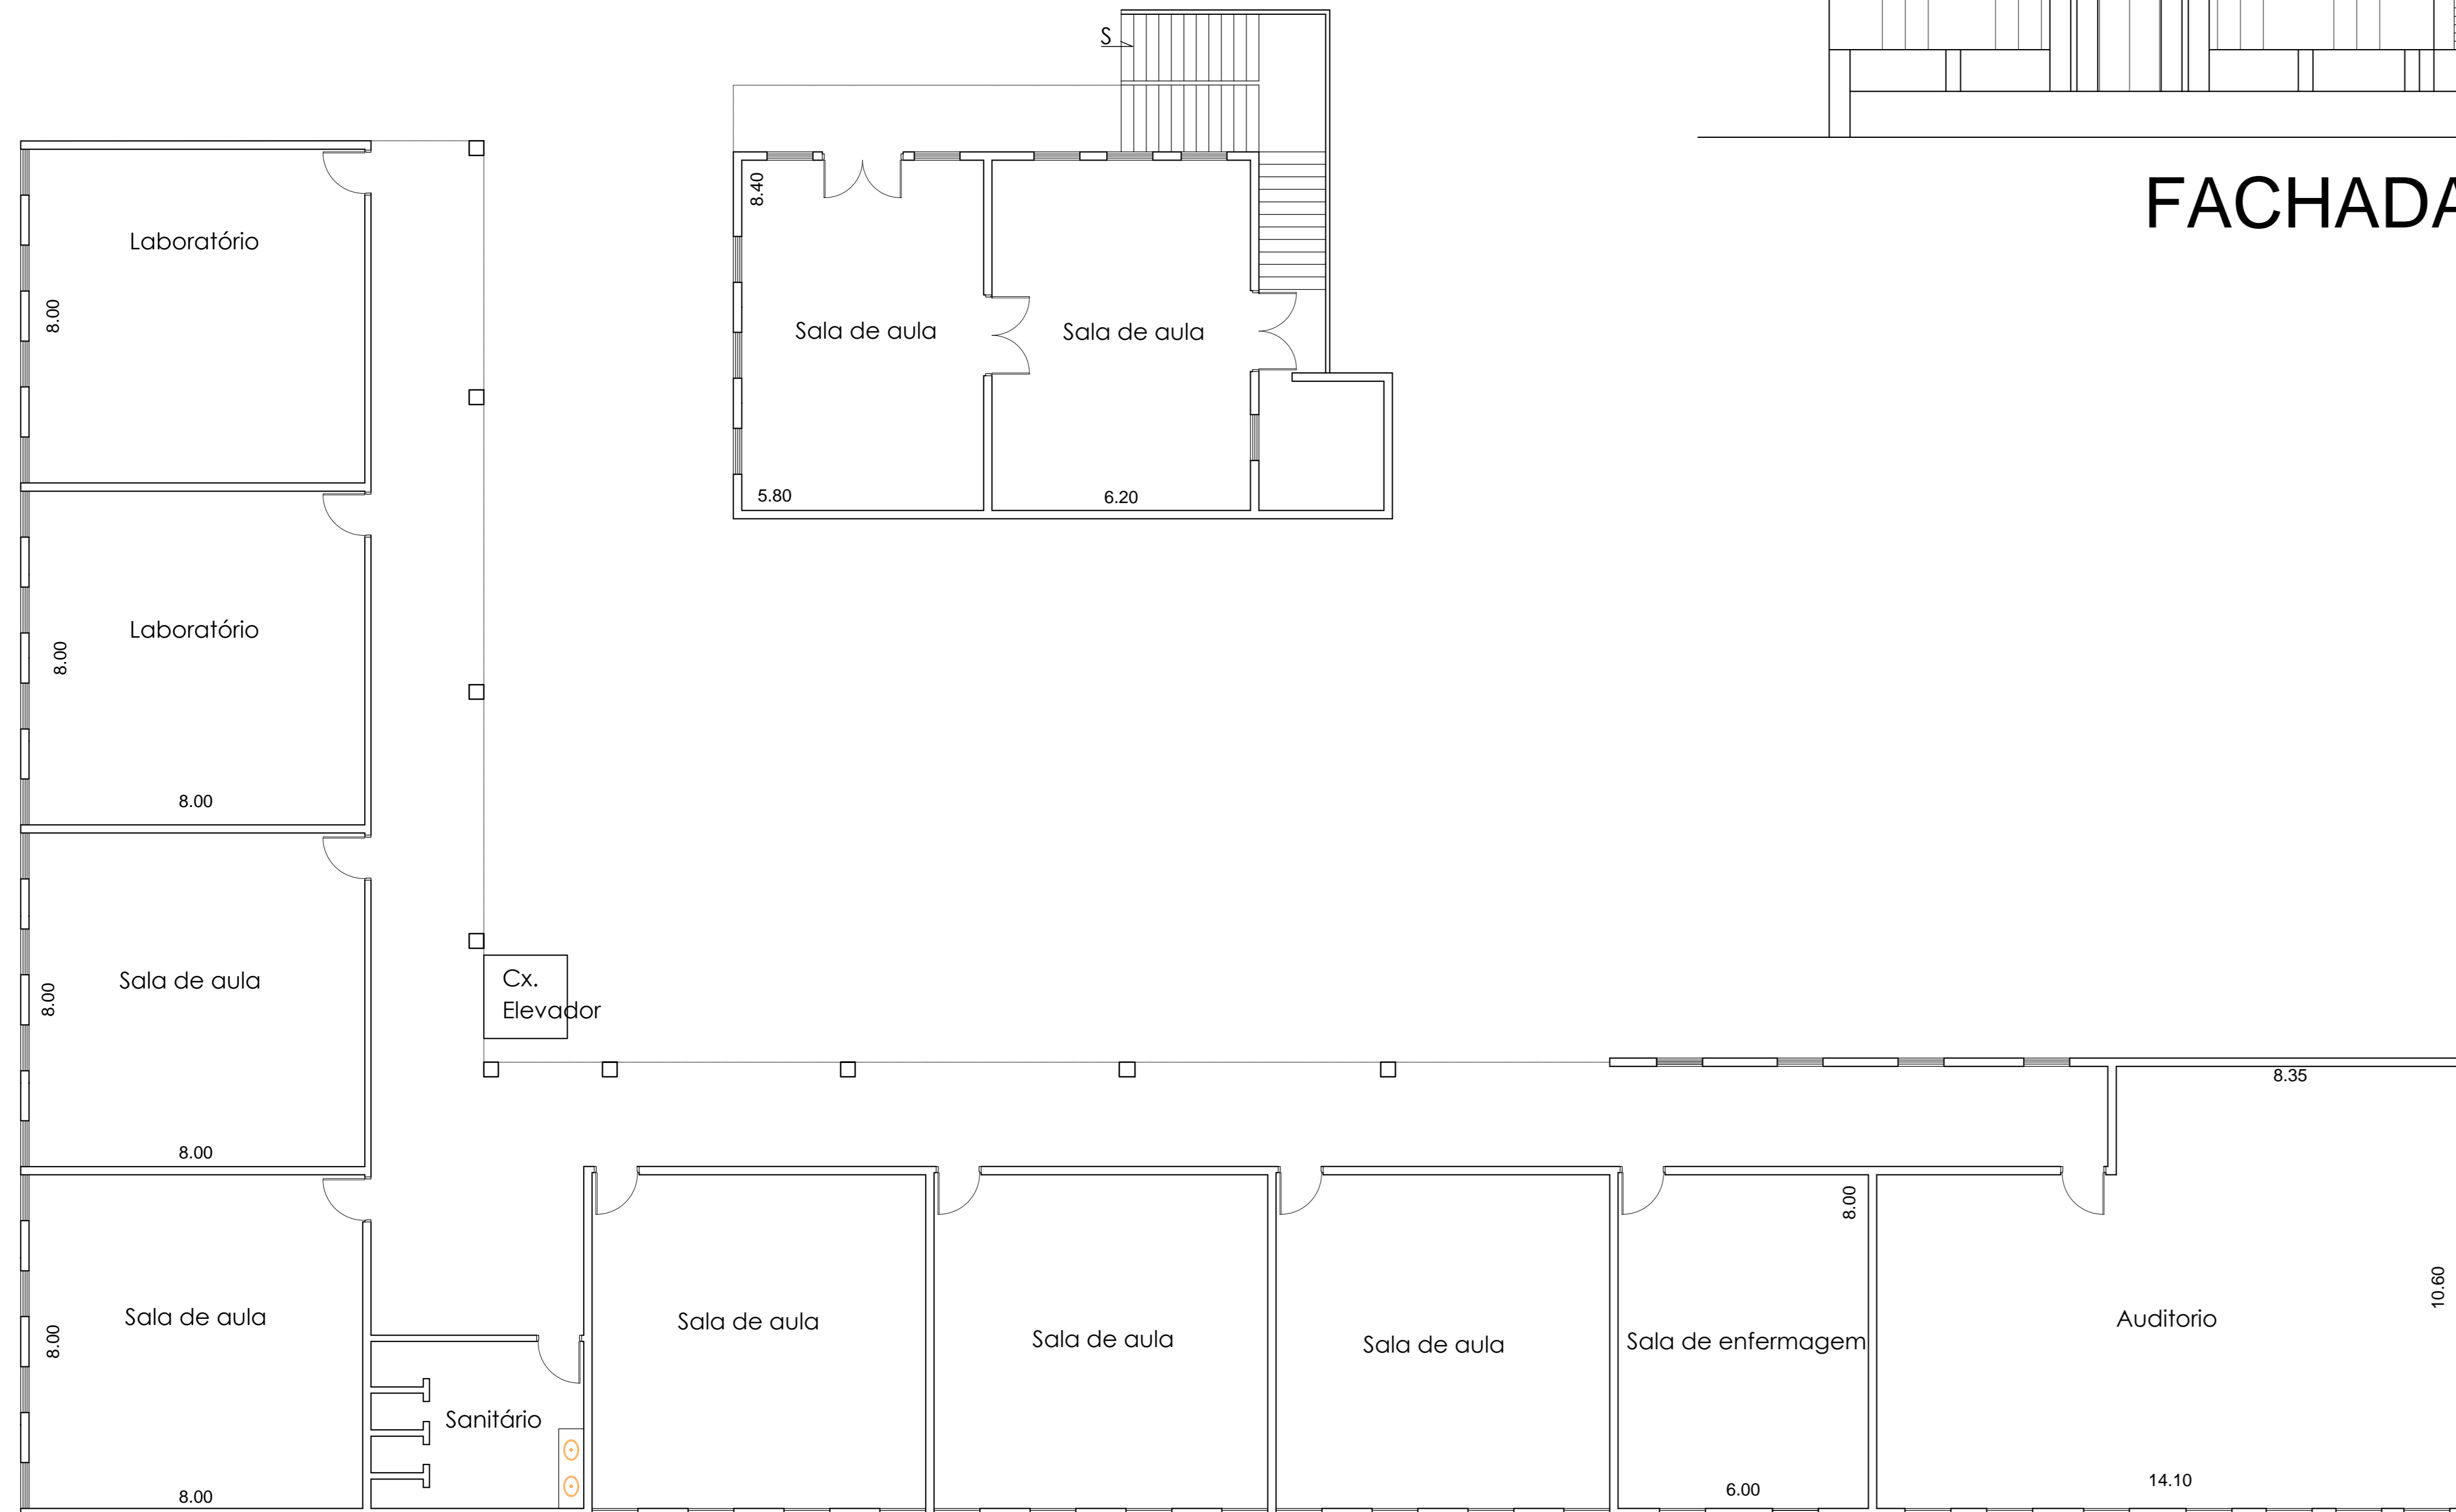 S
FACHADA
8.40
Laboratório
8.00
Sala de aula
Sala de aula
5.80
6.20
Laboratório
8.00
8.00
Sala de aula
8.00
Cx.
Elevador
8.00
8.35
8.00
10.60
Sala de aula
8.00
Sala de aula
Sala de aula
Sala de aula
Sala de enfermagem
Auditorio
Sanitário
8.00
6.00
14.10